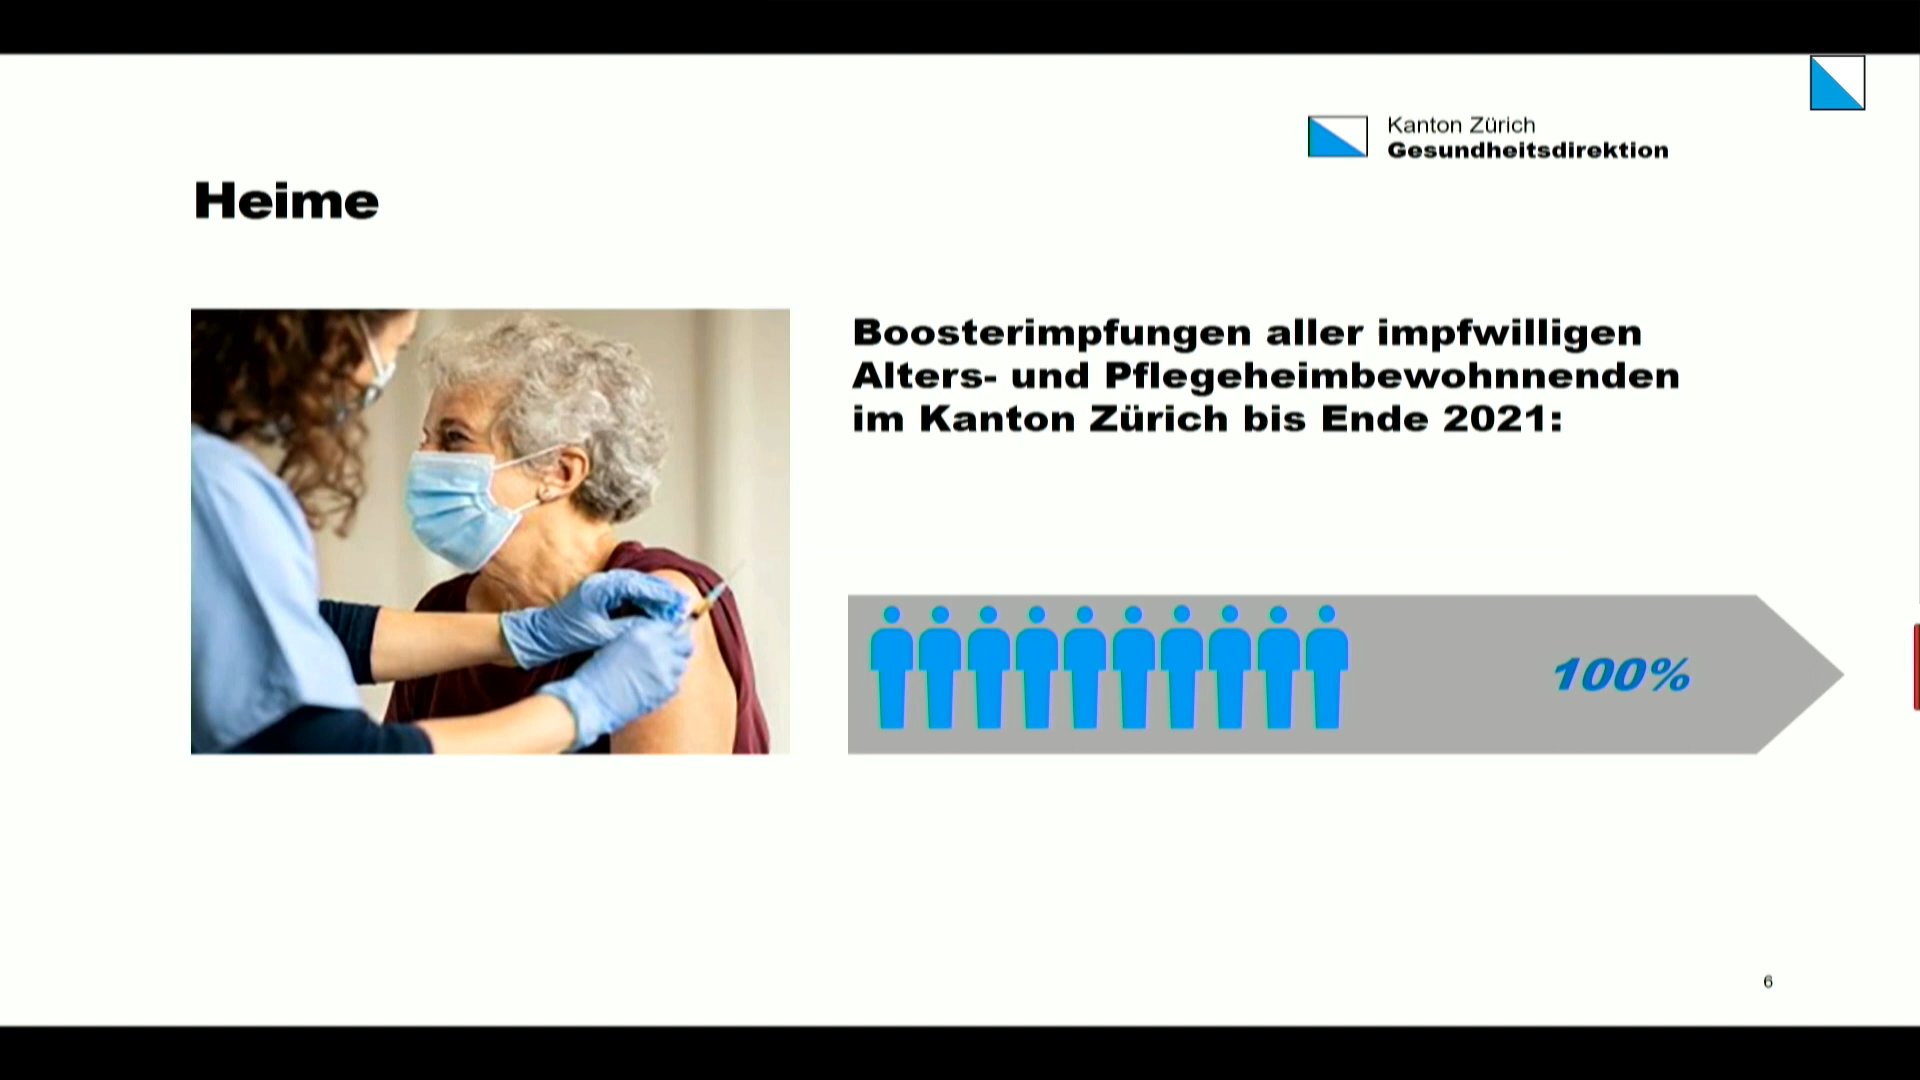 Kanton Zürich
Gesundheitsdirektion
Heime
Boosterimpfungen aller impfwilligen
Alters- und Pflegeheimbewohnnenden
im Kanton Zürich bis Ende 2021:
100%
6